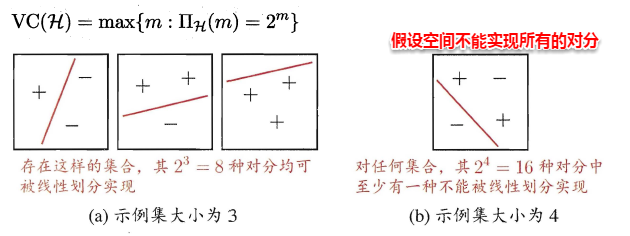 VC(𝓗) = max{m : Π_𝓗(m) = 2^m}
假设空间不能实现所有的对分
+ − −
+ + −
+ + +
+ − − +
存在这样的集合，其 2³ = 8 种对分均可
被线性划分实现
(a) 示例集大小为 3
对任何集合，其 2⁴ = 16 种对分中
至少有一种不能被线性划分实现
(b) 示例集大小为 4